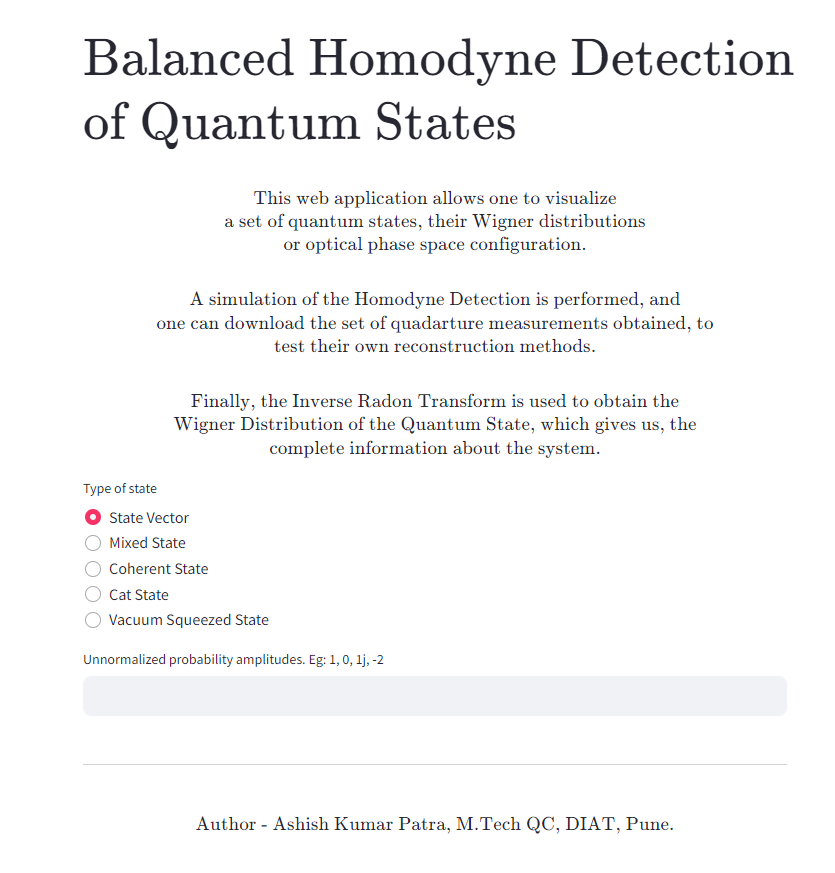 Balanced Homodyne Detection
of Quantum States
This web application allows one to visualize
a set of quantum states, their Wigner distributions
or optical phase space configuration.
A simulation of the Homodyne Detection is performed, and
one can download the set of quadarture measurements obtained, to
test their own reconstruction methods.
Finally, the Inverse Radon Transform is used to obtain the
Wigner Distribution of the Quantum State, which gives us, the
complete information about the system.
Type of state
State Vector
Mixed State
Coherent State
Cat State
Vacuum Squeezed State
Unnormalized probability amplitudes. Eg: 1, 0, 1j, -2
Author - Ashish Kumar Patra, M.Tech QC, DIAT, Pune.